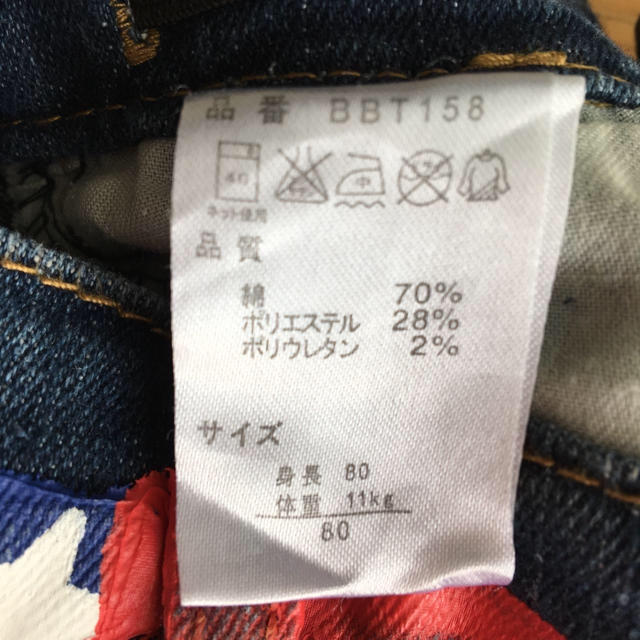 品番 BBT158
40
ネット使用
品質
綿 70%
ポリエステル 28%
ポリウレタン 2%
サイズ
身長 80
体重 11kg
80